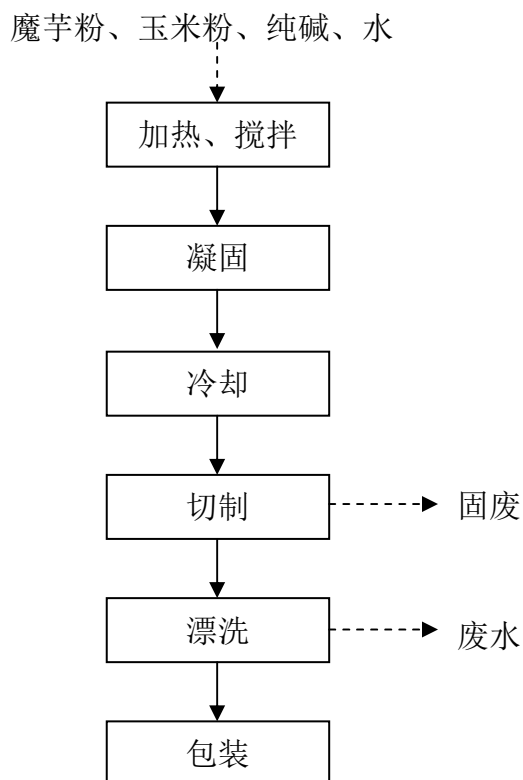 魔芋粉、玉米粉、纯碱、水
加热、搅拌
凝固
冷却
切制
固废
漂洗
废水
包装